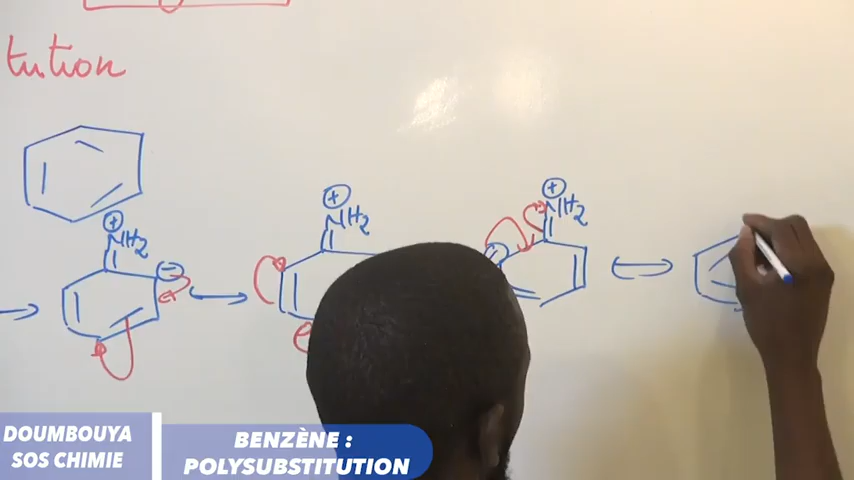 tution
⊕
NH2
⊖
⊕
NH2
⊕
NH2
⊖
DOUMBOUYA
SOS CHIMIE
BENZÈNE :
POLYSUBSTITUTION